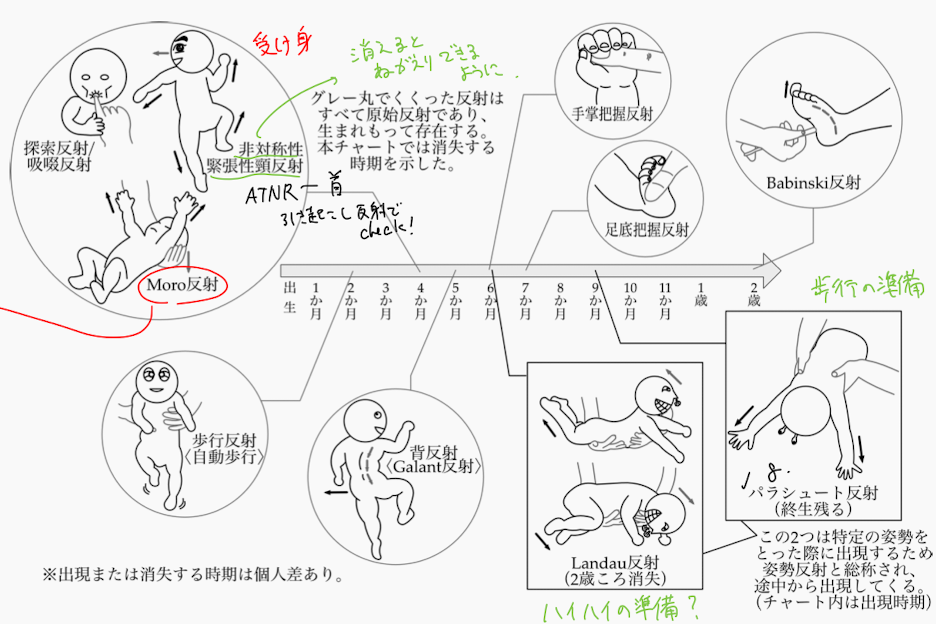 受け身
消えると
ねがえりできる
ように.
グレー丸でくくった反射は
すべて原始反射であり、
生まれもって存在する。
本チャートでは消失する
時期を示した。
探索反射/
吸啜反射
非対称性
緊張性頸反射
ATNR — 首
引き起こし反射で
check!
Moro反射
手掌把握反射
足底把握反射
Babinski反射
出生
1か月
2か月
3か月
4か月
5か月
6か月
7か月
8か月
9か月
10か月
11か月
1歳
2歳
歩行の準備
歩行反射
〈自動歩行〉
背反射
〈Galant反射〉
Landau反射
(2歳ころ消失)
ハイハイの準備?
8.
パラシュート反射
(終生残る)
この2つは特定の姿勢を
とった際に出現するため
姿勢反射と総称され、
途中から出現してくる。
(チャート内は出現時期)
※出現または消失する時期は個人差あり。